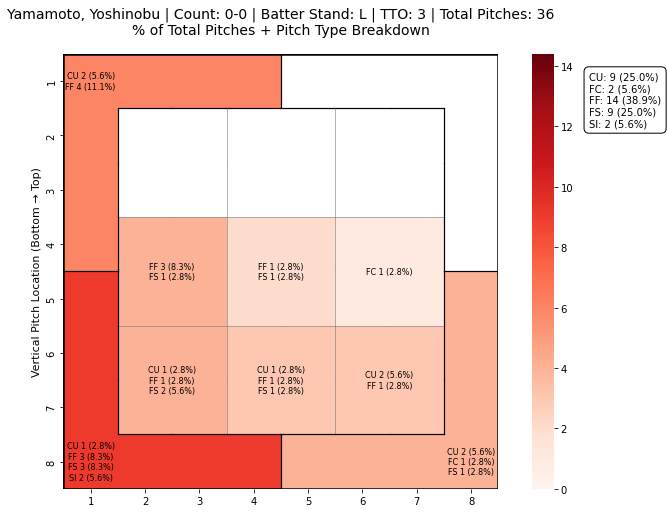 Yamamoto, Yoshinobu | Count: 0-0 | Batter Stand: L | TTO: 3 | Total Pitches: 36
% of Total Pitches + Pitch Type Breakdown
CU 2 (5.6%)
FF 4 (11.1%)
FF 3 (8.3%)
FS 1 (2.8%)
FF 1 (2.8%)
FS 1 (2.8%)
FC 1 (2.8%)
CU 1 (2.8%)
FF 1 (2.8%)
FS 2 (5.6%)
CU 1 (2.8%)
FF 1 (2.8%)
FS 1 (2.8%)
CU 2 (5.6%)
FF 1 (2.8%)
CU 1 (2.8%)
FF 3 (8.3%)
FS 3 (8.3%)
SI 2 (5.6%)
CU 2 (5.6%)
FC 1 (2.8%)
FS 1 (2.8%)
Vertical Pitch Location (Bottom → Top)
1
2
3
4
5
6
7
8
1
2
3
4
5
6
7
8
14
12
10
8
6
4
2
0
CU: 9 (25.0%)
FC: 2 (5.6%)
FF: 14 (38.9%)
FS: 9 (25.0%)
SI: 2 (5.6%)